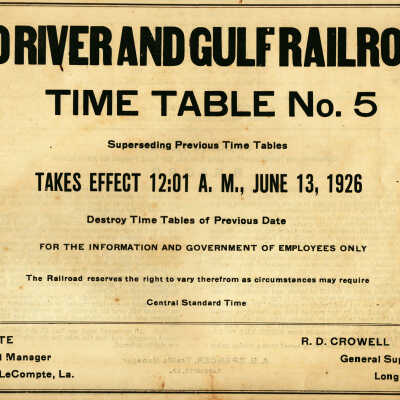 D RIVER AND GULF RAILRO
TIME TABLE No. 5
Superseding Previous Time Tables
TAKES EFFECT 12:01 A. M., JUNE 13, 1926
Destroy Time Tables of Previous Date
FOR THE INFORMATION AND GOVERNMENT OF EMPLOYEES ONLY
The Railroad reserves the right to vary therefrom as circumstances may require
Central Standard Time
TE
l Manager
LeCompte, La.
R. D. CROWELL
General Sup
Long